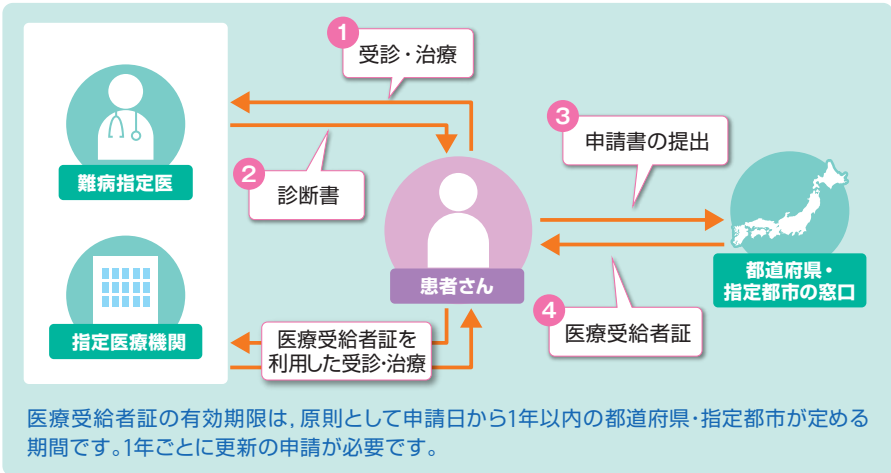 1
受診・治療
難病指定医
2
診断書
3
申請書の提出
患者さん
都道府県・
指定都市の窓口
4
医療受給者証
指定医療機関
医療受給者証を
利用した受診・治療
医療受給者証の有効期限は,原則として申請日から1年以内の都道府県・指定都市が定める
期間です。1年ごとに更新の申請が必要です。